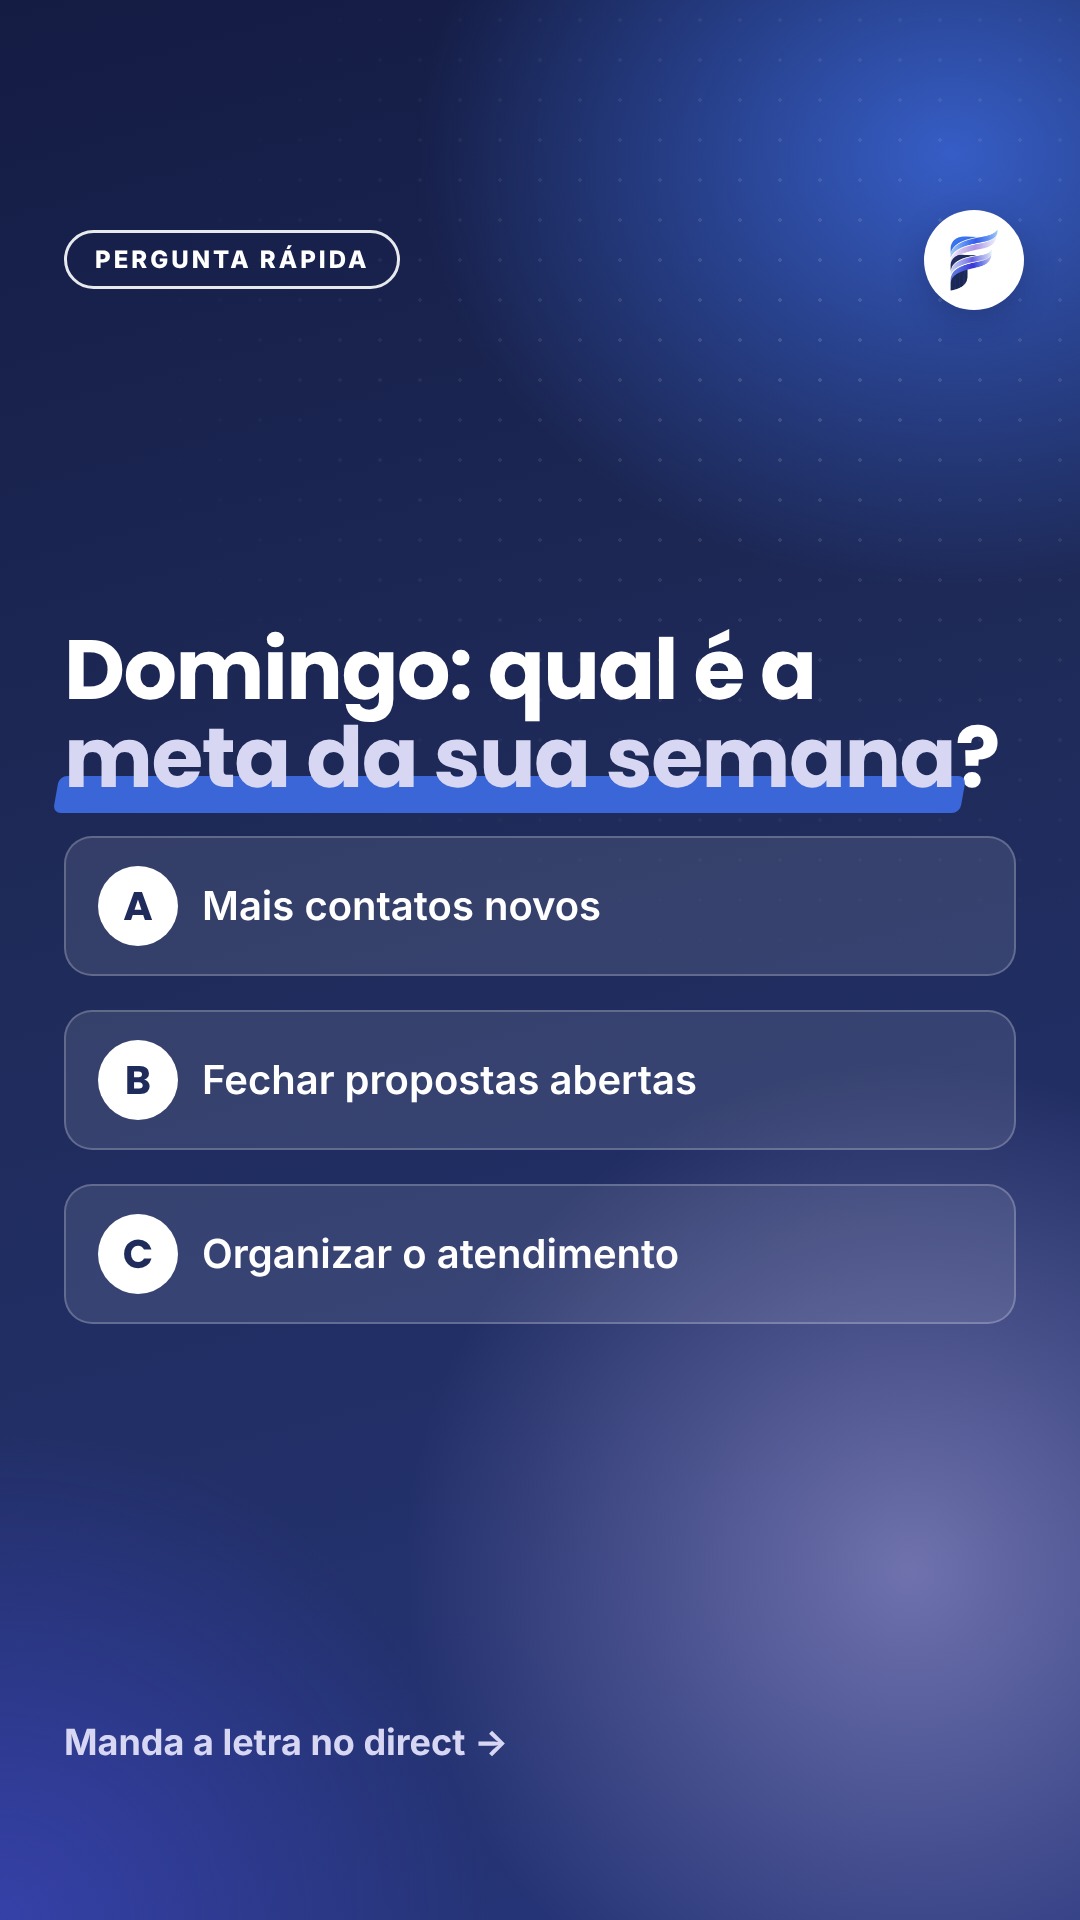 PERGUNTA RÁPIDA
Domingo: qual é a
meta da sua semana?
A Mais contatos novos
B Fechar propostas abertas
C Organizar o atendimento
Manda a letra no direct →